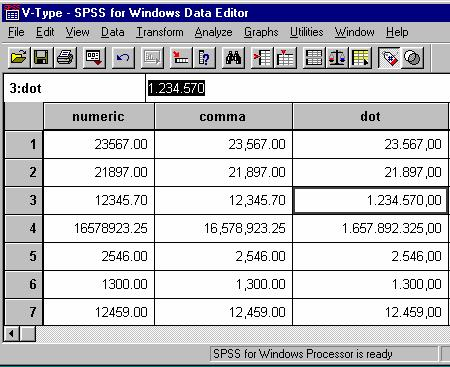 V-Type - SPSS for Windows Data Editor
File Edit View Data Transform Analyze Graphs Utilities Window Help
3:dot 1.234.570
numeric comma dot
1 23567.00 23,567.00 23.567,00
2 21897.00 21,897.00 21.897,00
3 12345.70 12,345.70 1.234.570,00
4 16578923.25 16,578,923.25 1.657.892.325,00
5 2546.00 2,546.00 2.546,00
6 1300.00 1,300.00 1.300,00
7 12459.00 12,459.00 12.459,00
SPSS for Windows Processor is ready